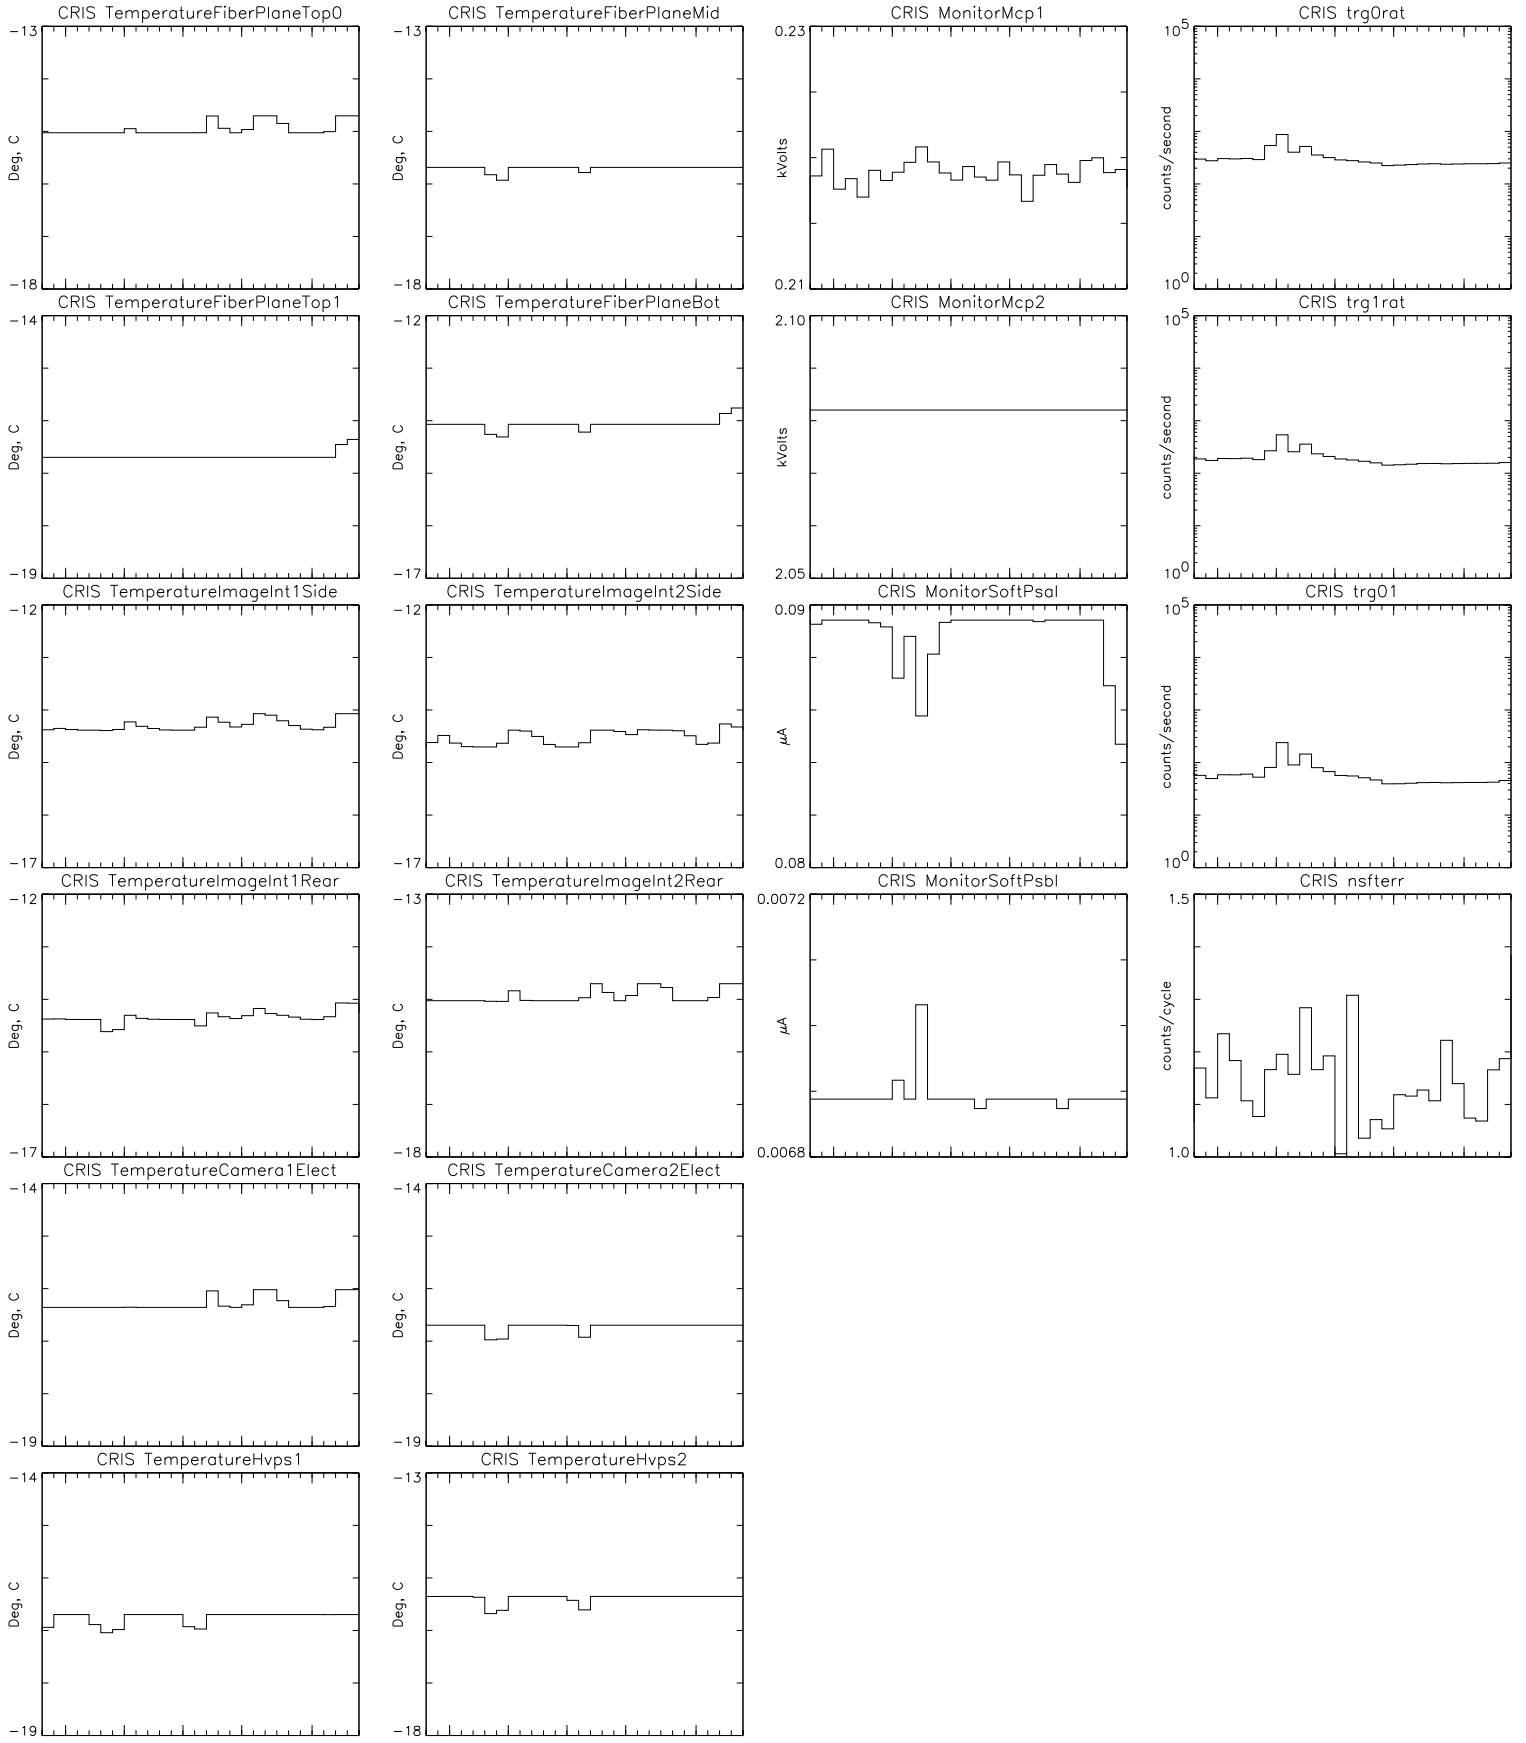 CRIS TemperatureFiberPlaneTop0
-13
Deg, C
-18
CRIS TemperatureFiberPlaneMid
-13
Deg, C
-18
CRIS MonitorMcp1
0.23
kVolts
0.21
CRIS trg0rat
10^5
counts/second
10^0
CRIS TemperatureFiberPlaneTop1
-14
Deg, C
-19
CRIS TemperatureFiberPlaneBot
-12
Deg, C
-17
CRIS MonitorMcp2
2.10
kVolts
2.05
CRIS trg1rat
10^5
counts/second
10^0
CRIS TemperatureImageInt1Side
-12
Deg, C
-17
CRIS TemperatureImageInt2Side
-12
Deg, C
-17
CRIS MonitorSoftPsaI
0.09
μA
0.08
CRIS trg01
10^5
counts/second
10^0
CRIS TemperatureImageInt1Rear
-12
Deg, C
-17
CRIS TemperatureImageInt2Rear
-13
Deg, C
-18
CRIS MonitorSoftPsbI
0.0072
μA
0.0068
CRIS nsfterr
1.5
counts/cycle
1.0
CRIS TemperatureCamera1Elect
-14
Deg, C
-19
CRIS TemperatureCamera2Elect
-14
Deg, C
-19
CRIS TemperatureHvps1
-14
Deg, C
-19
CRIS TemperatureHvps2
-13
Deg, C
-18